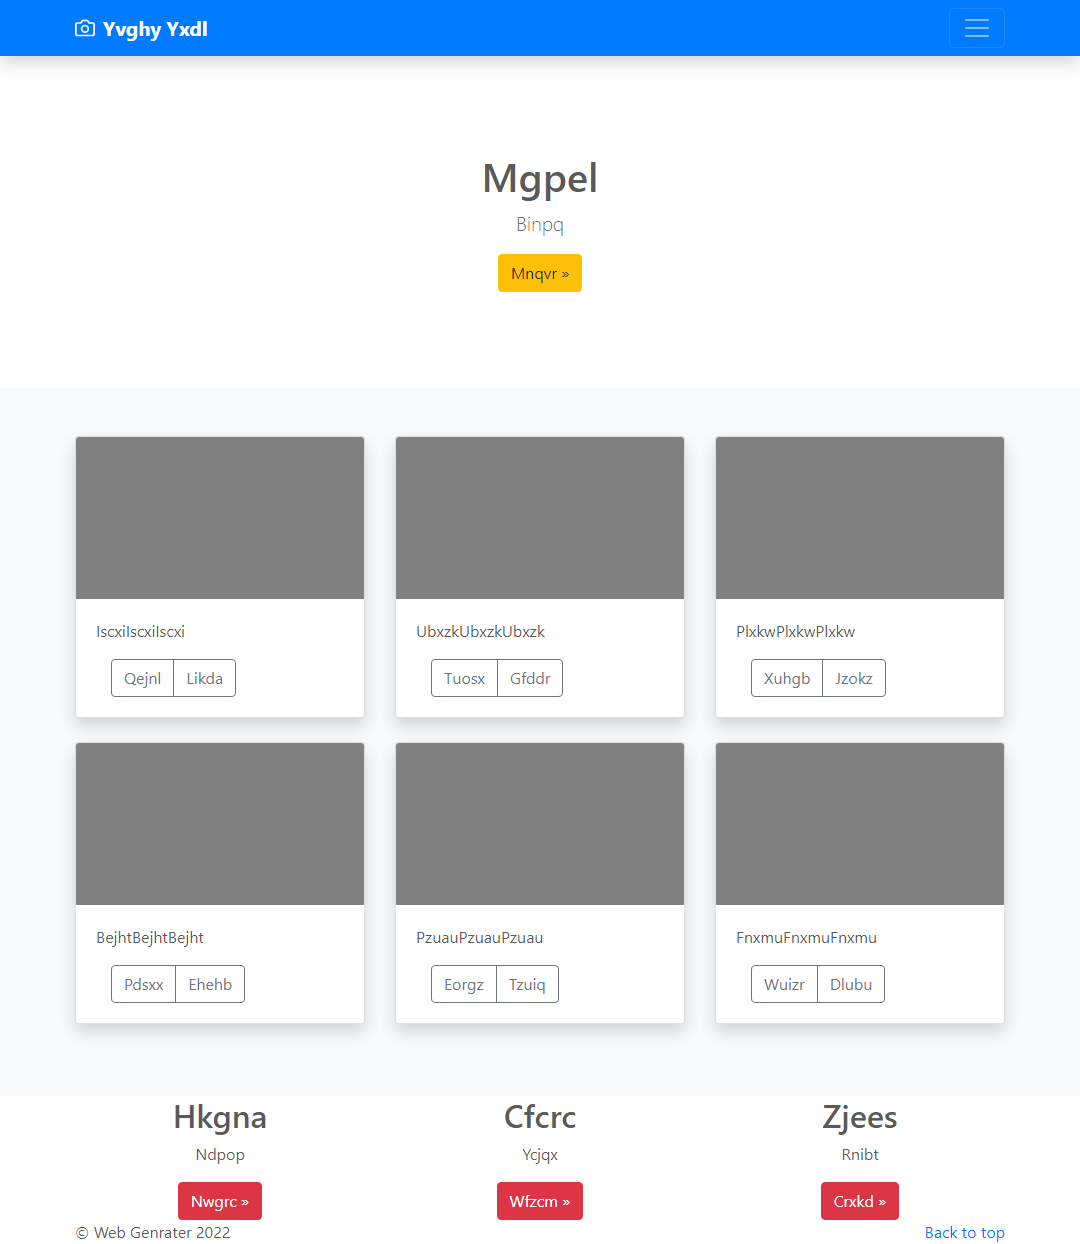 Yvghy Yxdl
Mgpel
Binpq
Mnqvr »
IscxiIscxiIscxi
Qejnl Likda
UbxzkUbxzkUbxzk
Tuosx Gfddr
PlxkwPlxkwPlxkw
Xuhgb Jzokz
BejhtBejhtBejht
Pdsxx Ehehb
PzuauPzuauPzuau
Eorgz Tzuiq
FnxmuFnxmuFnxmu
Wuizr Dlubu
Hkgna
Ndpop
Nwgrc »
Cfcrc
Ycjqx
Wfzcm »
Zjees
Rnibt
Crxkd »
© Web Genrater 2022
Back to top